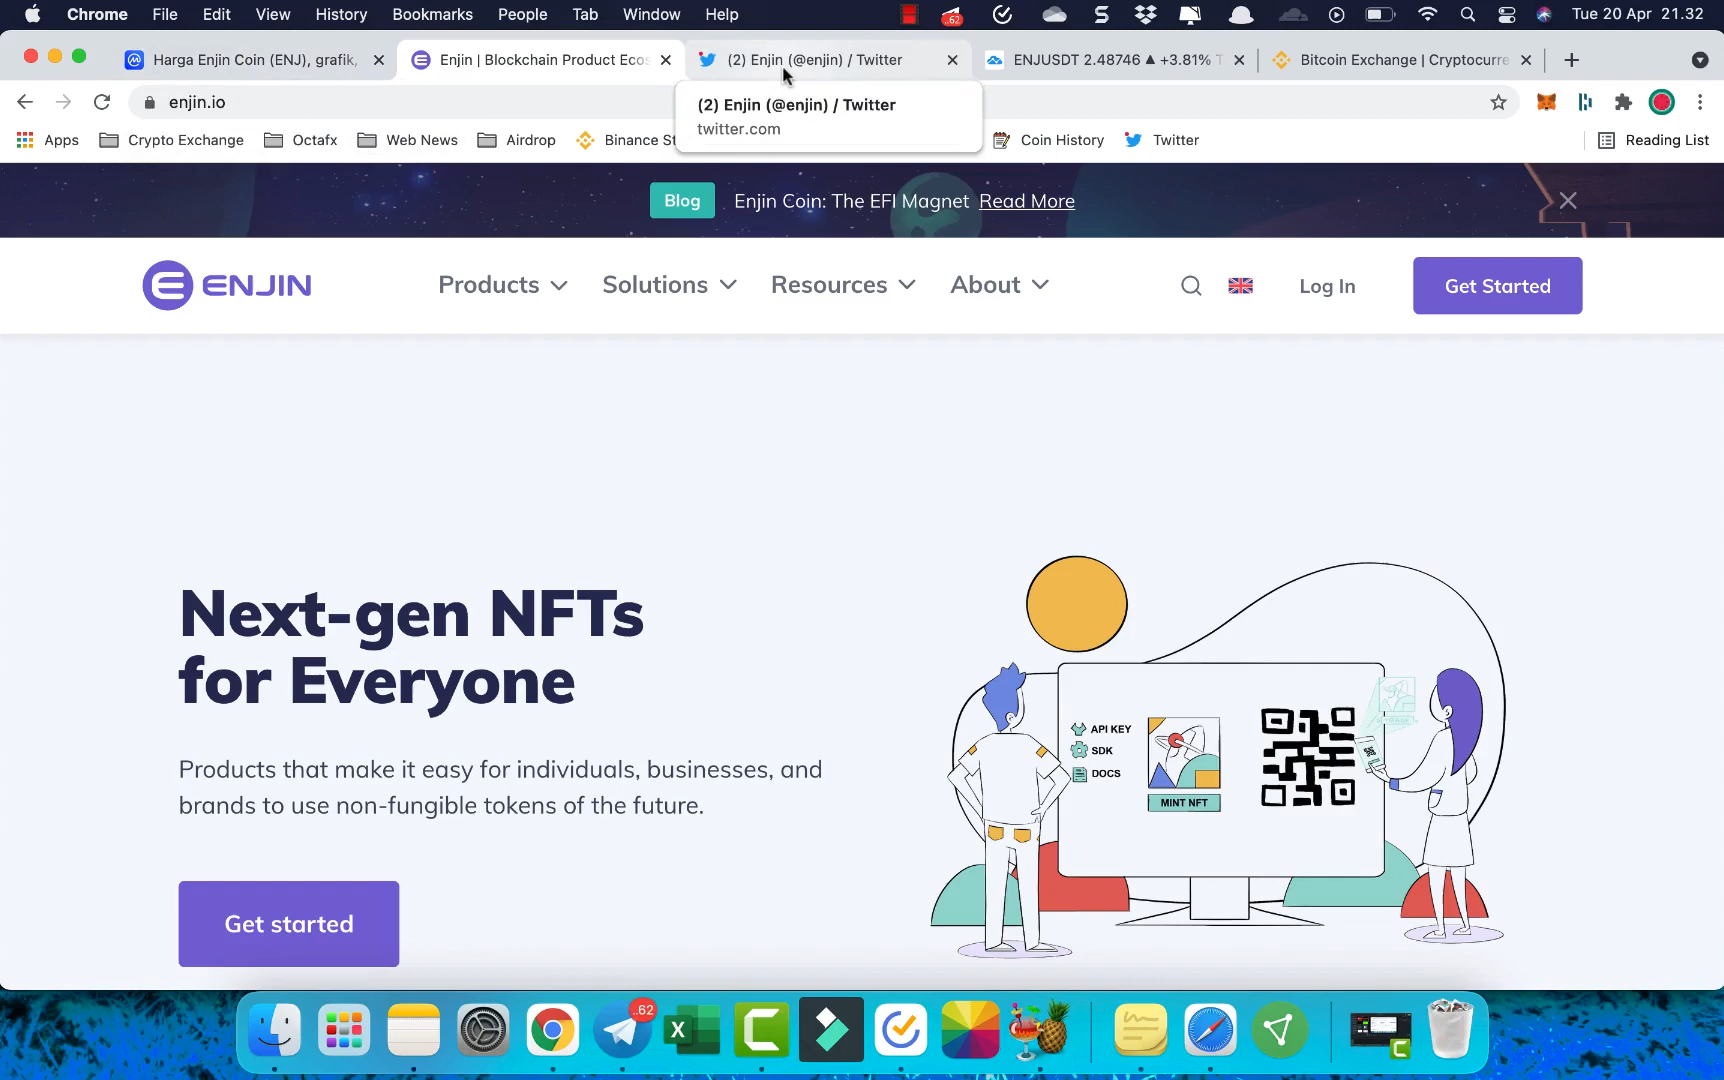 Chrome File Edit View History Bookmarks People Tab Window Help .62 S Tue 20 Apr 21.32
Harga Enjin Coin (ENJ), grafik, Enjin | Blockchain Product Ecos (2) Enjin (@enjin) / Twitter ENJUSDT 2.48746 ▲ +3.81% Bitcoin Exchange | Cryptocurre
enjin.io
(2) Enjin (@enjin) / Twitter
twitter.com
Apps Crypto Exchange Octafx Web News Airdrop Binance Coin History Twitter Reading List
Blog Enjin Coin: The EFI Magnet Read More
ENJIN Products Solutions Resources About Log In Get Started
Next-gen NFTs
for Everyone
Products that make it easy for individuals, businesses, and
brands to use non-fungible tokens of the future.
Get started
API KEY
SDK
DOCS
MINT NFT
..62
X